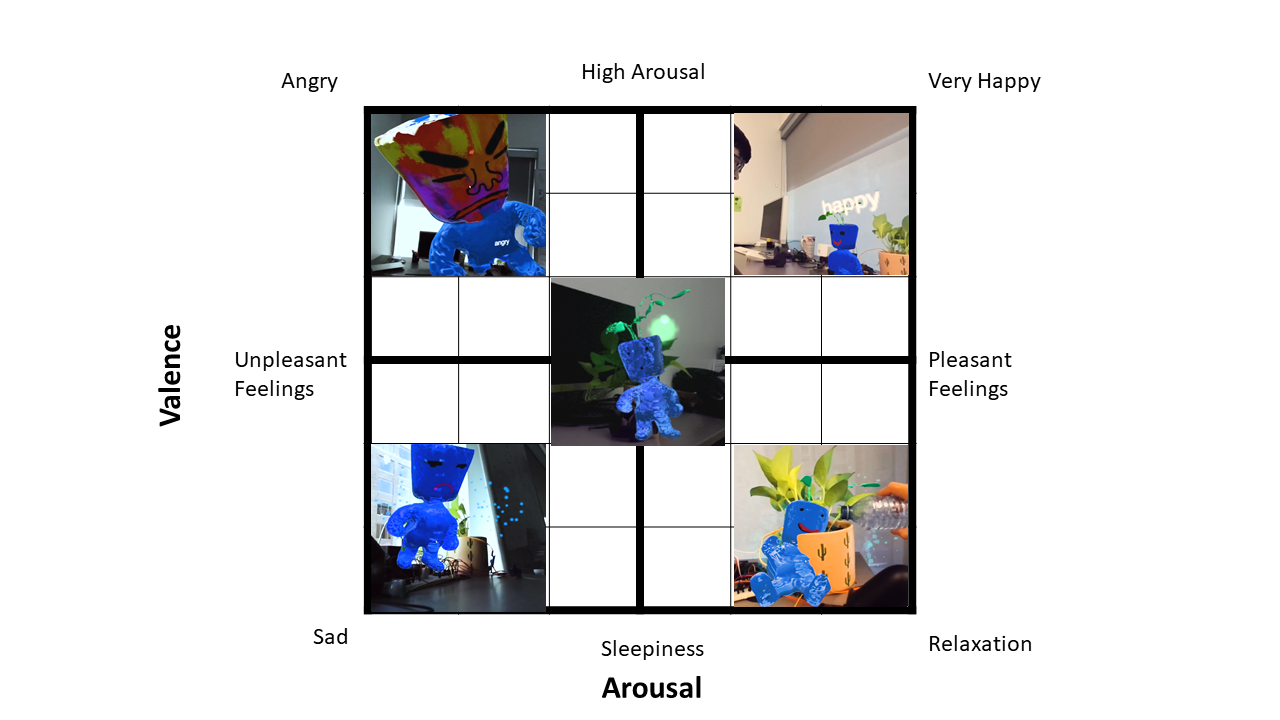 High Arousal
Angry
Very Happy
happy
angry
Valence
Unpleasant
Feelings
Pleasant
Feelings
Sad
Sleepiness
Relaxation
Arousal